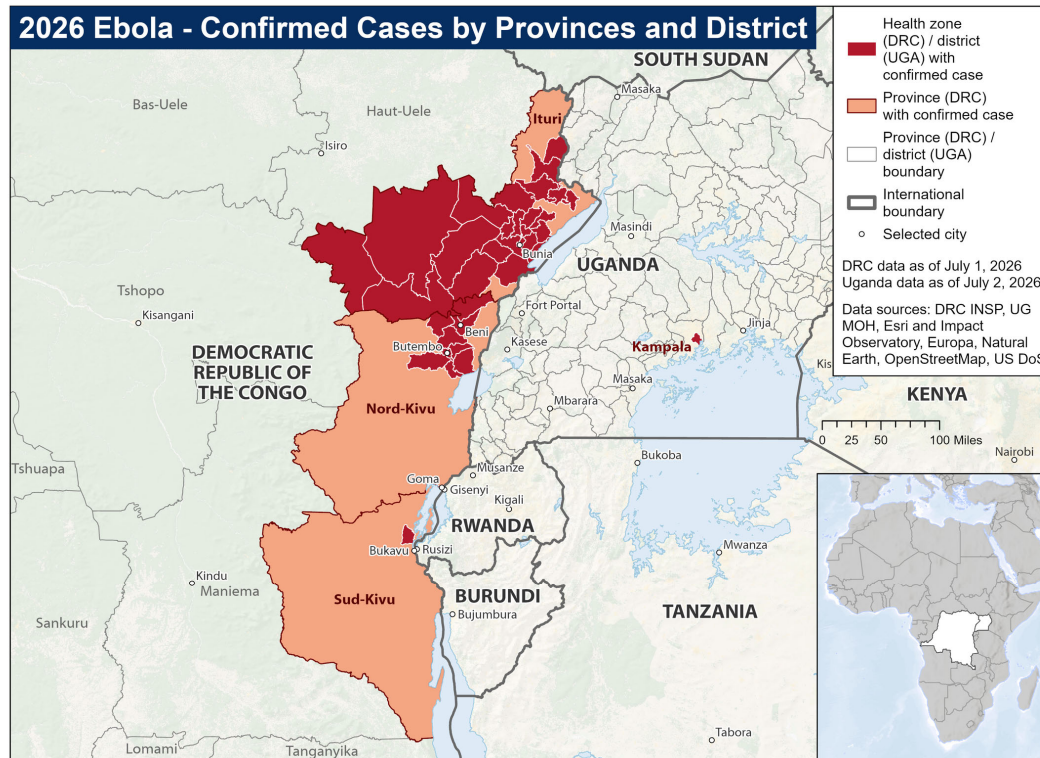 2026 Ebola - Confirmed Cases by Provinces and District
SOUTH SUDAN
Masaka
Bas-Uele
Haut-Uele
Ituri
Isiro
Masindi
Bunia
UGANDA
Tshopo
Kisangani
Fort Portal
Beni
Butembo
Kasese
Kampala
Jinja
DEMOCRATIC
REPUBLIC OF
THE CONGO
Masaka
Mbarara
Nord-Kivu
KENYA
Kis
0 25 50 100 Miles
Tshuapa
Musanze
Bukoba
Nairobi
Goma
Gisenyi
Kigali
RWANDA
Bukavu
Rusizi
Mwanza
Kindu
Maniema
Sud-Kivu
BURUNDI
Bujumbura
TANZANIA
Sankuru
Tabora
Lomami
Tanganyika
Health zone
(DRC) / district
(UGA) with
confirmed case
Province (DRC)
with confirmed case
Province (DRC) /
district (UGA)
boundary
International
boundary
Selected city
DRC data as of July 1, 2026
Uganda data as of July 2, 2026
Data sources: DRC INSP, UG
MOH, Esri and Impact
Observatory, Europa, Natural
Earth, OpenStreetMap, US DoS